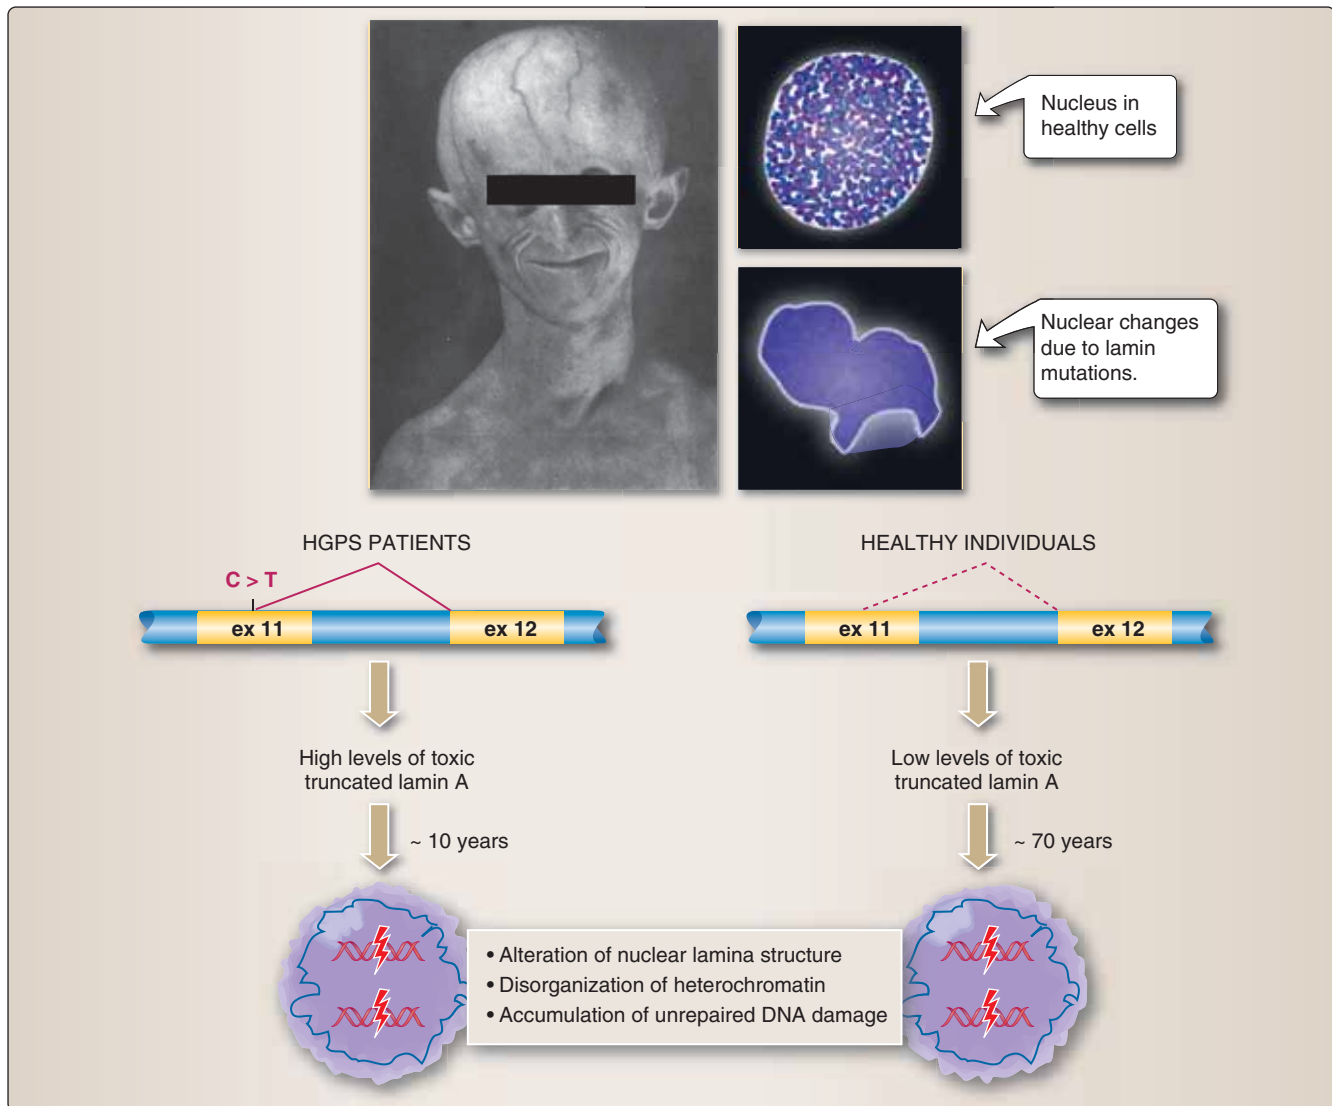 Nucleus in
healthy cells
Nuclear changes
due to lamin
mutations.
HGPS PATIENTS
C > T
ex 11
ex 12
High levels of toxic
truncated lamin A
~ 10 years
HEALTHY INDIVIDUALS
ex 11
ex 12
Low levels of toxic
truncated lamin A
~ 70 years
• Alteration of nuclear lamina structure
• Disorganization of heterochromatin
• Accumulation of unrepaired DNA damage